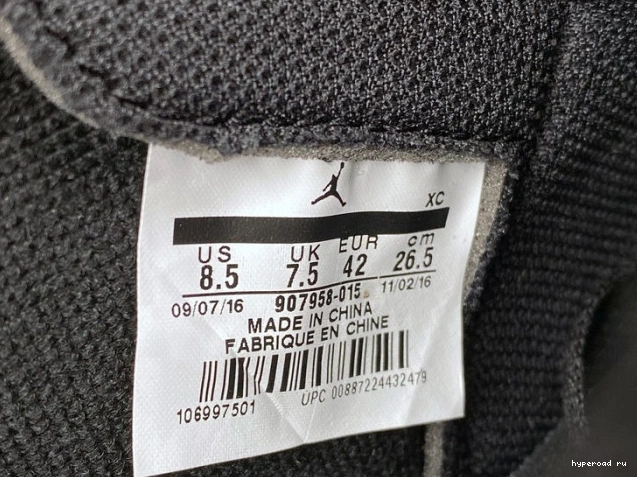 XC
US UK EUR cm
8.5 7.5 42 26.5
09/07/16 907958-015 11/02/16
MADE IN CHINA
FABRIQUE EN CHINE
106997501 UPC 00887224432479
hyperoad ru